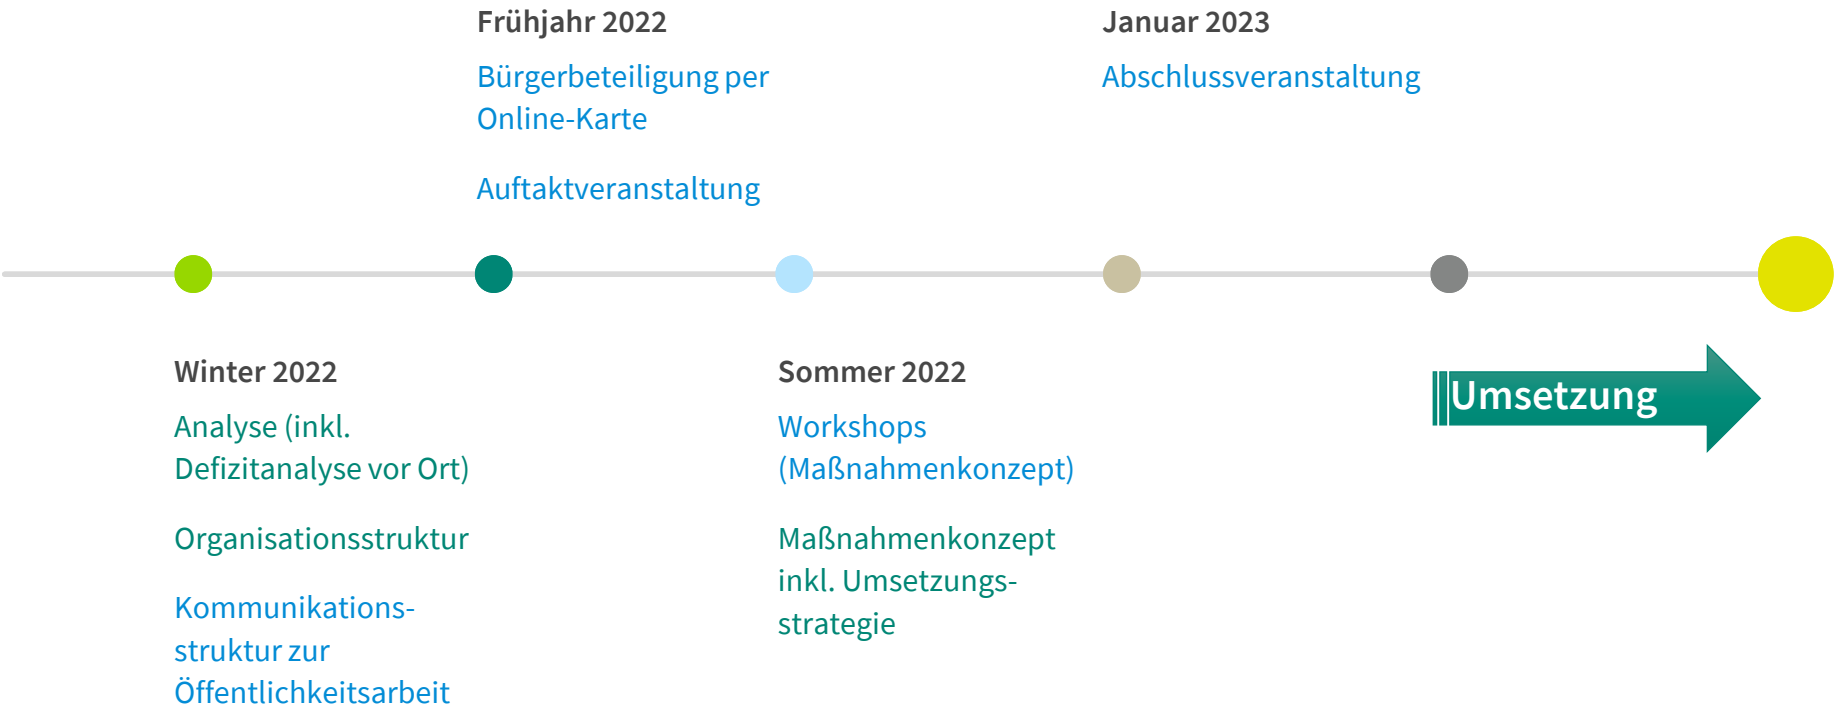 Frühjahr 2022
Bürgerbeteiligung per
Online-Karte
Auftaktveranstaltung
Januar 2023
Abschlussveranstaltung
Winter 2022
Analyse (inkl.
Defizitanalyse vor Ort)
Organisationsstruktur
Kommunikations-
struktur zur
Öffentlichkeitsarbeit
Sommer 2022
Workshops
(Maßnahmenkonzept)
Maßnahmenkonzept
inkl. Umsetzungs-
strategie
Umsetzung